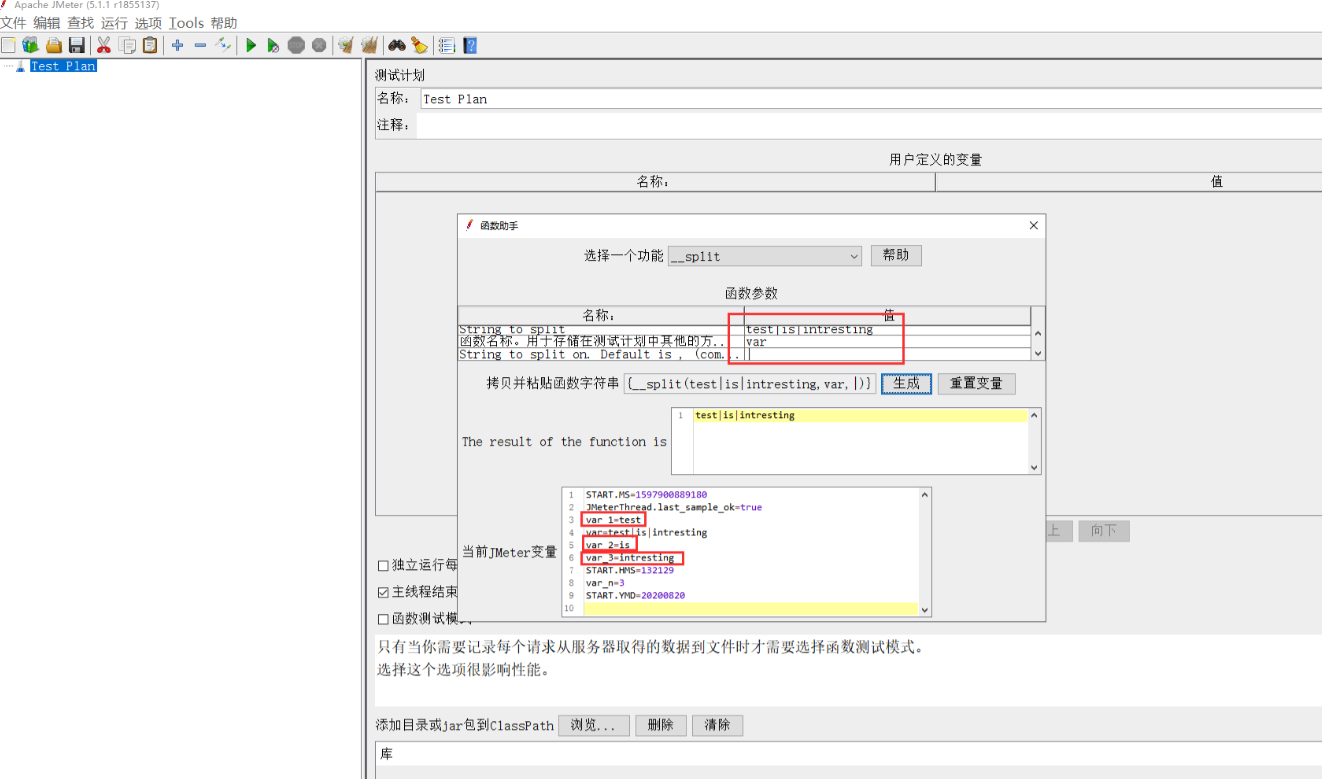 Apache JMeter (5.1.1 r1855137)
文件 编辑 查找 运行 选项 Tools 帮助
Test Plan
测试计划
名称： Test Plan
注释：
用户定义的变量
名称： 值
函数助手
选择一个功能 __split 帮助
函数参数
名称： 值
String to split test|is|intresting
函数名称。用于存储在测试计划中其他的方... var
String to split on. Default is , (com... |
拷贝并粘贴函数字符串 {__split(test|is|intresting,var,|)} 生成 重置变量
The result of the function is
1 test|is|intresting
当前JMeter变量
1 START.MS=1597900889180
2 JMeterThread.last_sample_ok=true
3 var_1=test
4 var=test|is|intresting
5 var_2=is
6 var_3=intresting
7 START.HMS=132129
8 var_n=3
9 START.YMD=20200820
10
上 向下
独立运行每
主线程结束
函数测试模
只有当你需要记录每个请求从服务器取得的数据到文件时才需要选择函数测试模式。
选择这个选项很影响性能。
添加目录或jar包到ClassPath 浏览... 删除 清除
库